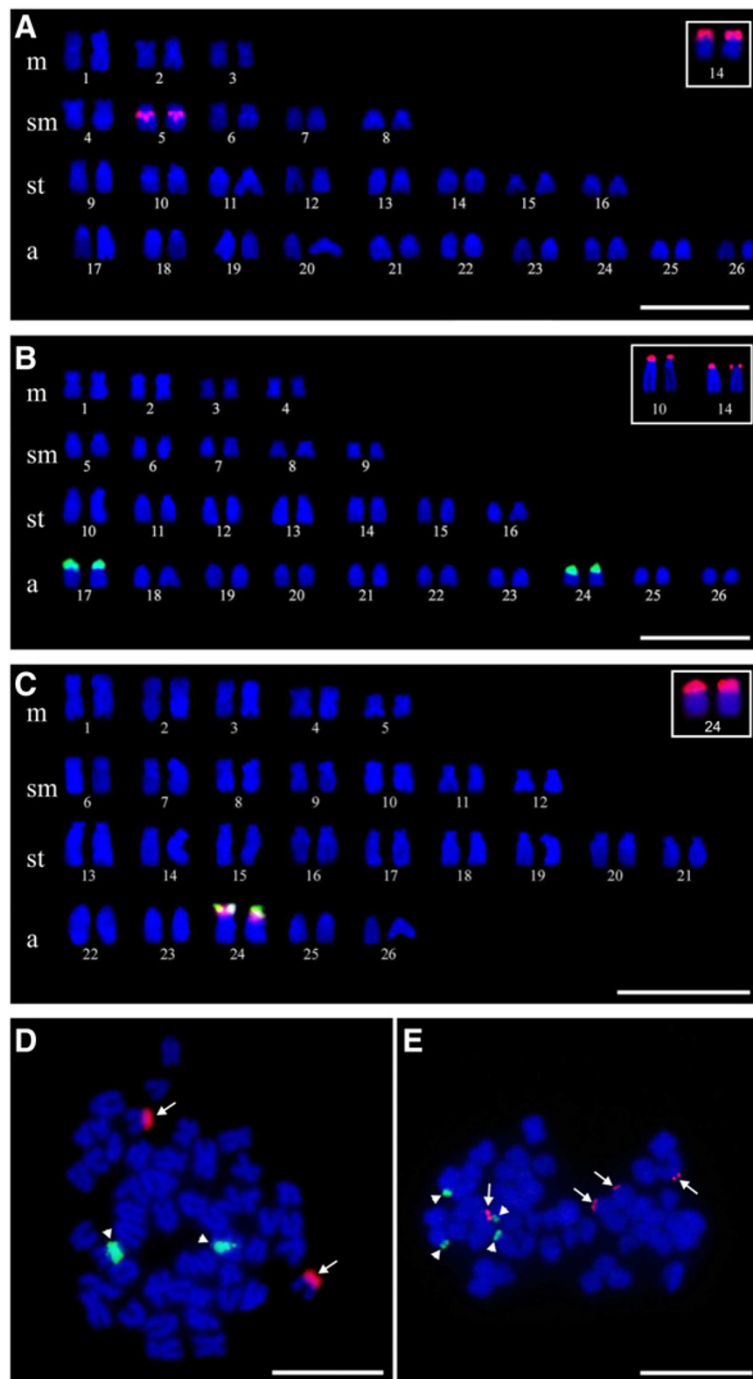 A
m
1 2 3
14
sm
4 5 6 7 8
st
9 10 11 12 13 14 15 16
a
17 18 19 20 21 22 23 24 25 26
B
m
1 2 3 4
10 14
sm
5 6 7 8 9
st
10 11 12 13 14 15 16
a
17 18 19 20 21 22 23 24 25 26
C
m
1 2 3 4 5
24
sm
6 7 8 9 10 11 12
st
13 14 15 16 17 18 19 20 21
a
22 23 24 25 26
D
E